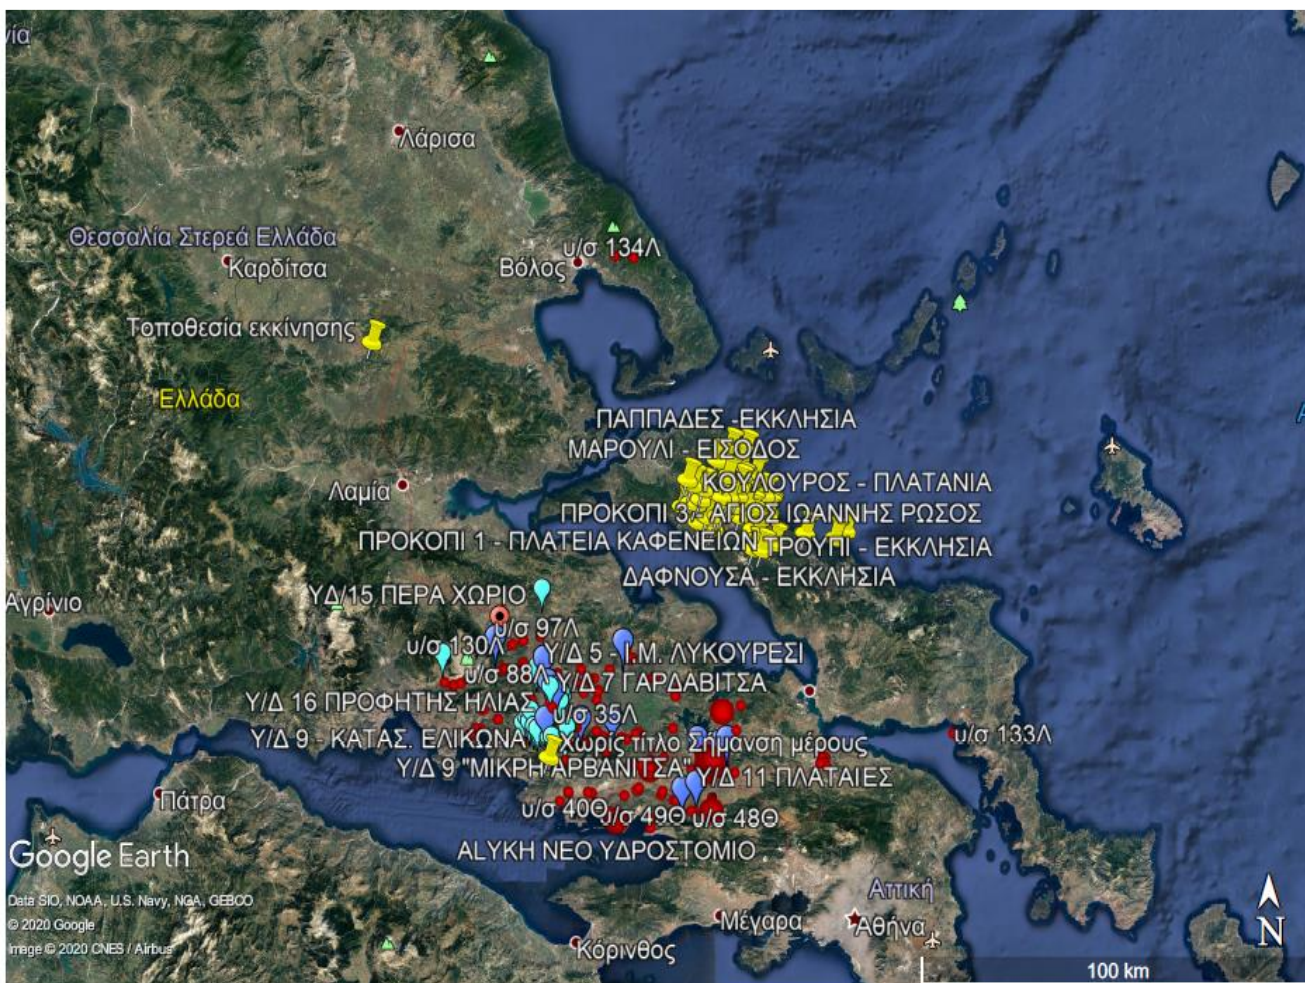 νία
Λάρισα
Θεσσαλία Στερεά Ελλάδα
υ/σ 134Λ
Καρδίτσα
Βόλος
Τοποθεσία εκκίνησης
Ελλάδα
ΠΑΠΠΑΔΕΣ -ΕΚΚΛΗΣΙΑ
ΜΑΡΟΥΛΙ - ΕΙΣΟΔΟΣ
Λαμία
ΚΟΥΛΟΥΡΟΣ - ΠΛΑΤΑΝΙΑ
ΠΡΟΚΟΠΙ 3 - ΑΓΙΟΣ ΙΩΑΝΝΗΣ ΡΩΣΟΣ
ΠΡΟΚΟΠΙ 1 - ΠΛΑΤΕΙΑ ΚΑΦΕΝΕΙΩΝ
ΤΡΟΥΠΙ - ΕΚΚΛΗΣΙΑ
ΔΑΦΝΟΥΣΑ - ΕΚΚΛΗΣΙΑ
Αγρίνιο
ΥΔ/15 ΠΕΡΑ ΧΩΡΙΟ
υ/σ 97Λ
υ/σ 130Λ
Υ/Δ 5 - Ι.Μ. ΛΥΚΟΥΡΕΣΙ
υ/σ 88Λ
Υ/Δ 7 ΓΑΡΔΑΒΙΤΣΑ
Υ/Δ 16 ΠΡΟΦΗΤΗΣ ΗΛΙΑΣ
υ/σ 35Λ
Υ/Δ 9 - ΚΑΤΑΣ. ΕΛΙΚΩΝΑ
Χωρίς τίτλο Σήμανση μέρους
υ/σ 133Λ
Υ/Δ 9 "ΜΙΚΡΗ ΑΡΒΑΝΙΤΣΑ"
Υ/Δ 11 ΠΛΑΤΑΙΕΣ
Πάτρα
υ/σ 40Θ
υ/σ 49Θ
υ/σ 48Θ
ALYKH ΝΕΟ ΥΔΡΟΣΤΟΜΙΟ
Google Earth
Αττική
Data SIO, NOAA, U.S. Navy, NGA, GEBCO
© 2020 Google
Image © 2020 CNES / Airbus
Μέγαρα
Αθήνα
Κόρινθος
N
100 km